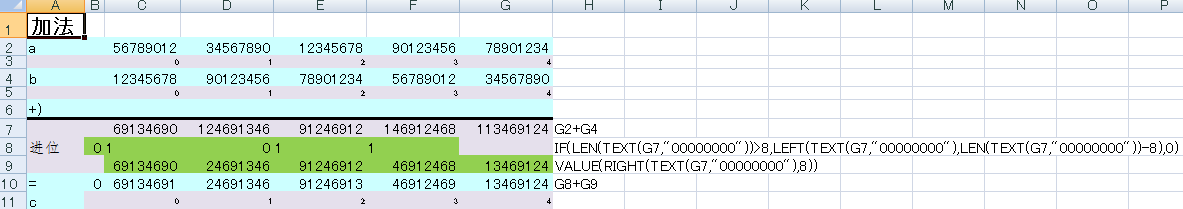 A B C D E F G H I J K L M N O P
1 加法
2 a 56789012 34567890 12345678 90123456 78901234
3 0 1 2 3 4
4 b 12345678 90123456 78901234 56789012 34567890
5 0 1 2 3 4
6 +)
7 69134690 124691346 91246912 146912468 113469124 G2+G4
8 进位 0 1 0 1 1 IF(LEN(TEXT(G7,"00000000"))>8,LEFT(TEXT(G7,"00000000"),LEN(TEXT(G7,"00000000"))-8),0)
9 69134690 24691346 91246912 46912468 13469124 VALUE(RIGHT(TEXT(G7,"00000000"),8))
10 = 0 69134691 24691346 91246913 46912469 13469124 G8+G9
11 c 0 1 2 3 4